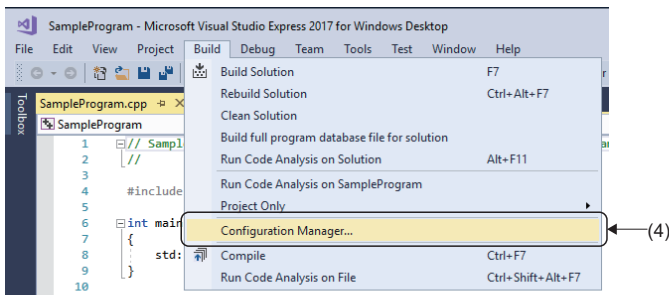 SampleProgram - Microsoft Visual Studio Express 2017 for Windows Desktop
File Edit View Project Build Debug Team Tools Test Window Help
Toolbox
SampleProgram.cpp
SampleProgram
1 // Sampl
2 //
3
4 #include
5
6 int main
7 {
8 std:
9 }
10
Build Solution F7
Rebuild Solution Ctrl+Alt+F7
Clean Solution
Build full program database file for solution
Run Code Analysis on Solution Alt+F11
Run Code Analysis on SampleProgram
Project Only
Configuration Manager... (4)
Compile Ctrl+F7
Run Code Analysis on File Ctrl+Shift+Alt+F7